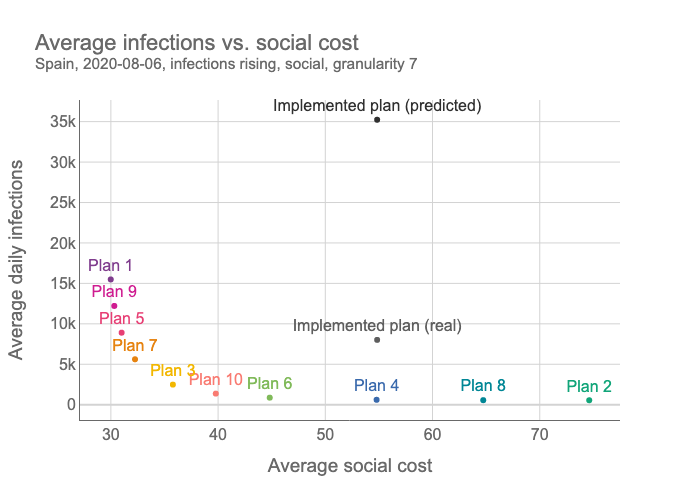 Average infections vs. social cost
Spain, 2020-08-06, infections rising, social, granularity 7
Implemented plan (predicted)
35k
30k
25k
20k
Plan 1
15k
Plan 9
Plan 5
10k
Implemented plan (real)
Plan 7
5k
Plan 3
Plan 10
Plan 6
Plan 4
Plan 8
Plan 2
0
30
40
50
60
70
Average social cost
Average daily infections